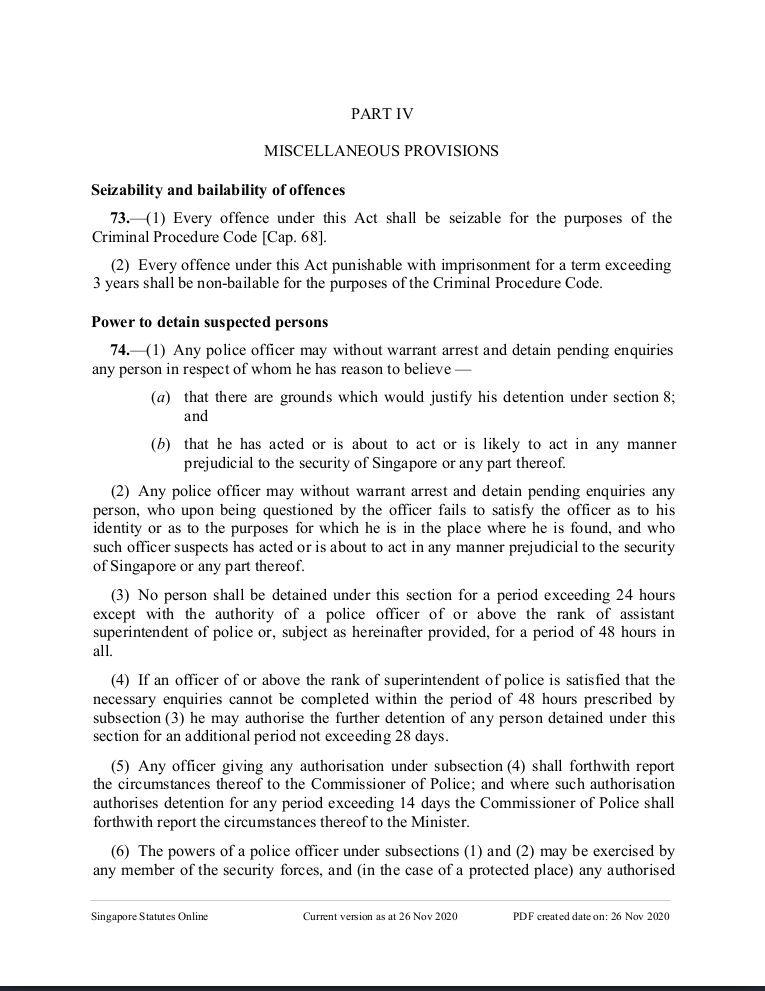 PART IV
MISCELLANEOUS PROVISIONS
Seizability and bailability of offences
73.—(1) Every offence under this Act shall be seizable for the purposes of the
Criminal Procedure Code [Cap. 68].
(2) Every offence under this Act punishable with imprisonment for a term exceeding
3 years shall be non-bailable for the purposes of the Criminal Procedure Code.
Power to detain suspected persons
74.—(1) Any police officer may without warrant arrest and detain pending enquiries
any person in respect of whom he has reason to believe —
(a) that there are grounds which would justify his detention under section 8;
and
(b) that he has acted or is about to act or is likely to act in any manner
prejudicial to the security of Singapore or any part thereof.
(2) Any police officer may without warrant arrest and detain pending enquiries any
person, who upon being questioned by the officer fails to satisfy the officer as to his
identity or as to the purposes for which he is in the place where he is found, and who
such officer suspects has acted or is about to act in any manner prejudicial to the security
of Singapore or any part thereof.
(3) No person shall be detained under this section for a period exceeding 24 hours
except with the authority of a police officer of or above the rank of assistant
superintendent of police or, subject as hereinafter provided, for a period of 48 hours in
all.
(4) If an officer of or above the rank of superintendent of police is satisfied that the
necessary enquiries cannot be completed within the period of 48 hours prescribed by
subsection (3) he may authorise the further detention of any person detained under this
section for an additional period not exceeding 28 days.
(5) Any officer giving any authorisation under subsection (4) shall forthwith report
the circumstances thereof to the Commissioner of Police; and where such authorisation
authorises detention for any period exceeding 14 days the Commissioner of Police shall
forthwith report the circumstances thereof to the Minister.
(6) The powers of a police officer under subsections (1) and (2) may be exercised by
any member of the security forces, and (in the case of a protected place) any authorised
Singapore Statutes Online Current version as at 26 Nov 2020 PDF created date on: 26 Nov 2020